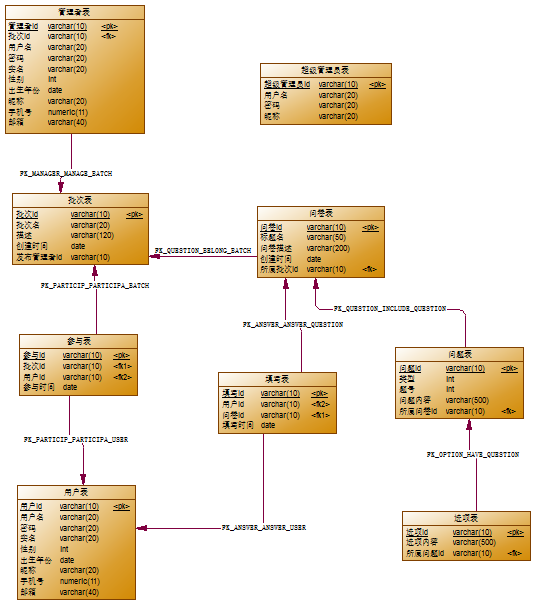 管理者表
管理者id varchar(10) <pk>
批次id varchar(10) <fk>
用户名 varchar(20)
密码 varchar(20)
实名 varchar(20)
性别 int
出生年份 date
昵称 varchar(20)
手机号 numeric(11)
邮箱 varchar(40)
超级管理员表
超级管理员id varchar(10) <pk>
用户名 varchar(20)
密码 varchar(20)
昵称 varchar(20)
FK_MANAGER_MANAGE_BATCH
批次表
批次id varchar(10) <pk>
批次名 varchar(20)
描述 varchar(120)
创建时间 date
发布管理者id varchar(10)
问卷表
问卷id varchar(10) <pk>
标题名 varchar(50)
问卷描述 varchar(200)
创建时间 date
所属批次id varchar(10) <fk>
FK_QUESTION_BELONG_BATCH
FK_PARTICIP_PARTICIPA_BATCH
FK_QUESTION_INCLUDE_QUESTION
FK_ANSWER_ANSWER_QUESTION
参与表
参与id varchar(10) <pk>
批次id varchar(10) <fk1>
用户id varchar(10) <fk2>
参与时间 date
填写表
填写id varchar(10) <pk>
用户id varchar(10) <fk2>
问卷id varchar(10) <fk1>
填写时间 date
问题表
问题id varchar(10) <pk>
类型 int
题号 int
问题内容 varchar(500)
所属问卷id varchar(10) <fk>
FK_PARTICIP_PARTICIPA_USER
FK_OPTION_HAVE_QUESTION
用户表
用户id varchar(10) <pk>
用户名 varchar(20)
密码 varchar(20)
实名 varchar(20)
性别 int
出生年份 date
昵称 varchar(20)
手机号 numeric(11)
邮箱 varchar(40)
FK_ANSWER_ANSWER_USER
选项表
选项id varchar(10) <pk>
选项内容 varchar(500)
所属问题id varchar(10) <fk>